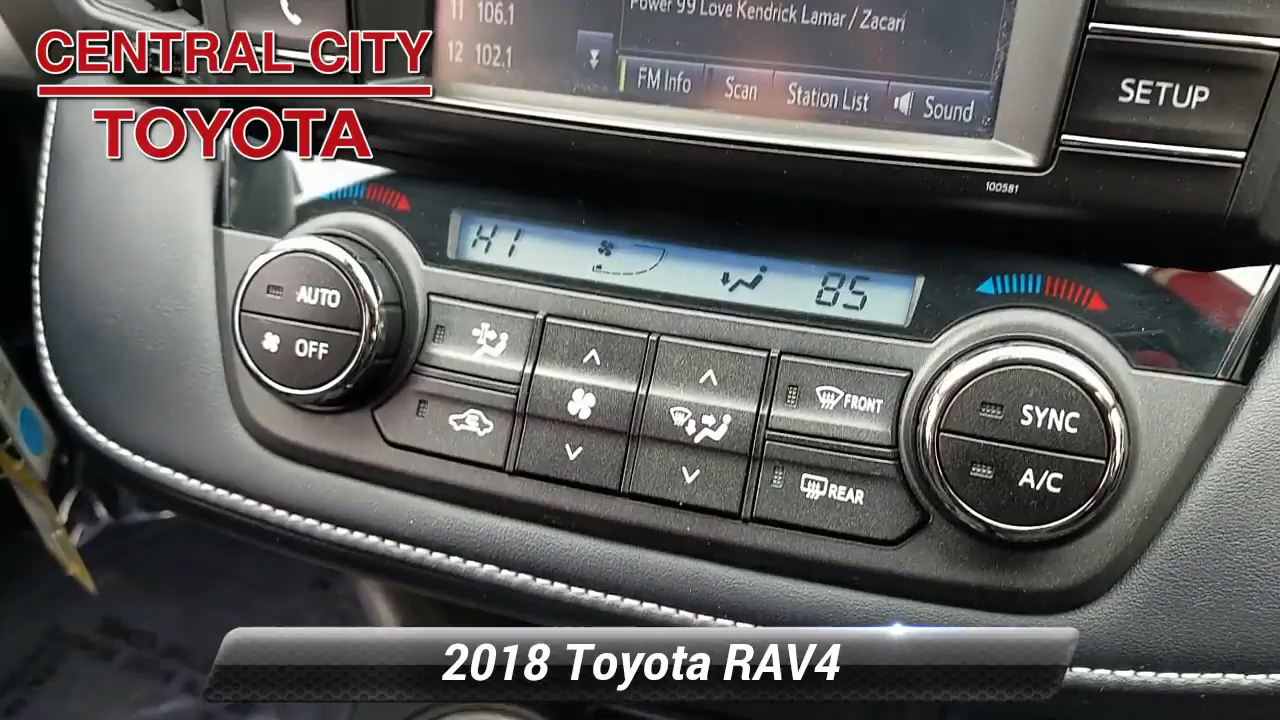 11 106.1
Power 99 Love Kendrick Lamar / Zacari
12 102.1
FM Info
Scan
Station List
Sound
SETUP
CENTRAL CITY
TOYOTA
100581
HI
85
AUTO
OFF
FRONT
REAR
SYNC
A/C
2018 Toyota RAV4